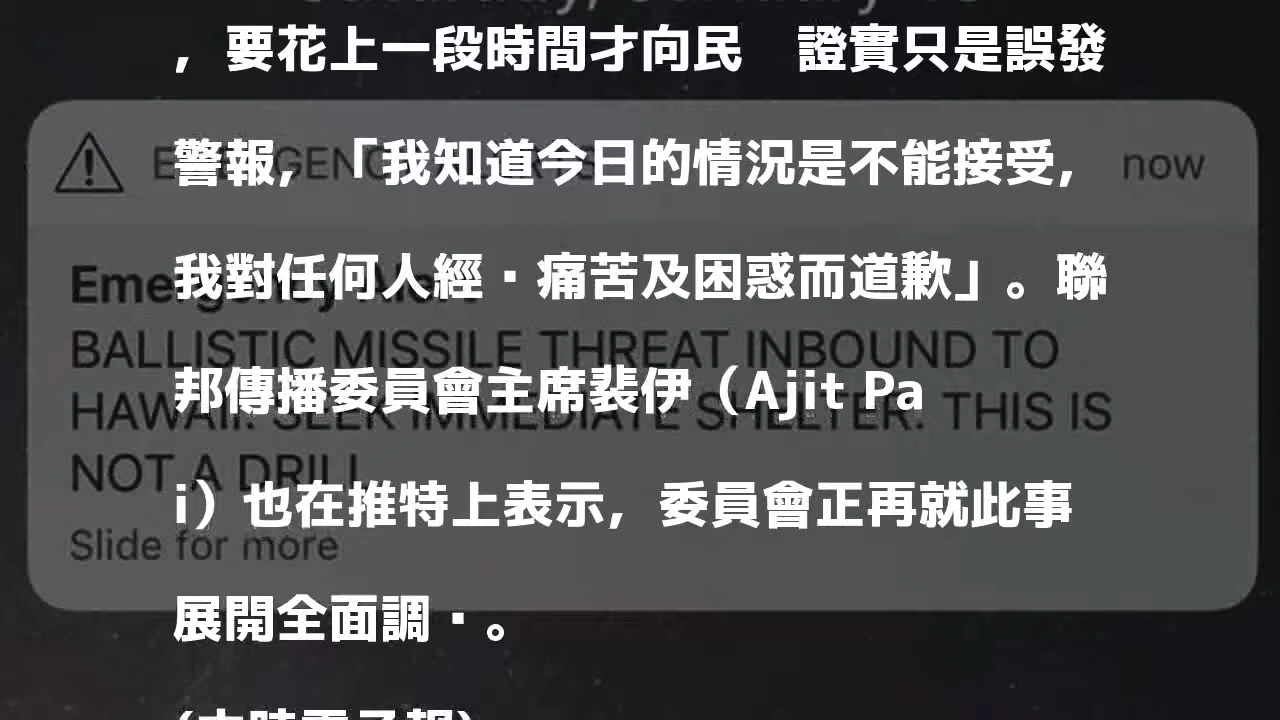 ，要花上一段時間才向民　證實只是誤發
now
警報，「我知道今日的情況是不能接受，
我對任何人經·痛苦及困惑而道歉」。聯
BALLISTIC MISSILE THREAT INBOUND TO
邦傳播委員會主席裴伊（Ajit Pa
HAWAII. SEEK IMMEDIATE SHELTER. THIS IS
NOT A DRILL.
i）也在推特上表示，委員會正再就此事
Slide for more
展開全面調·。